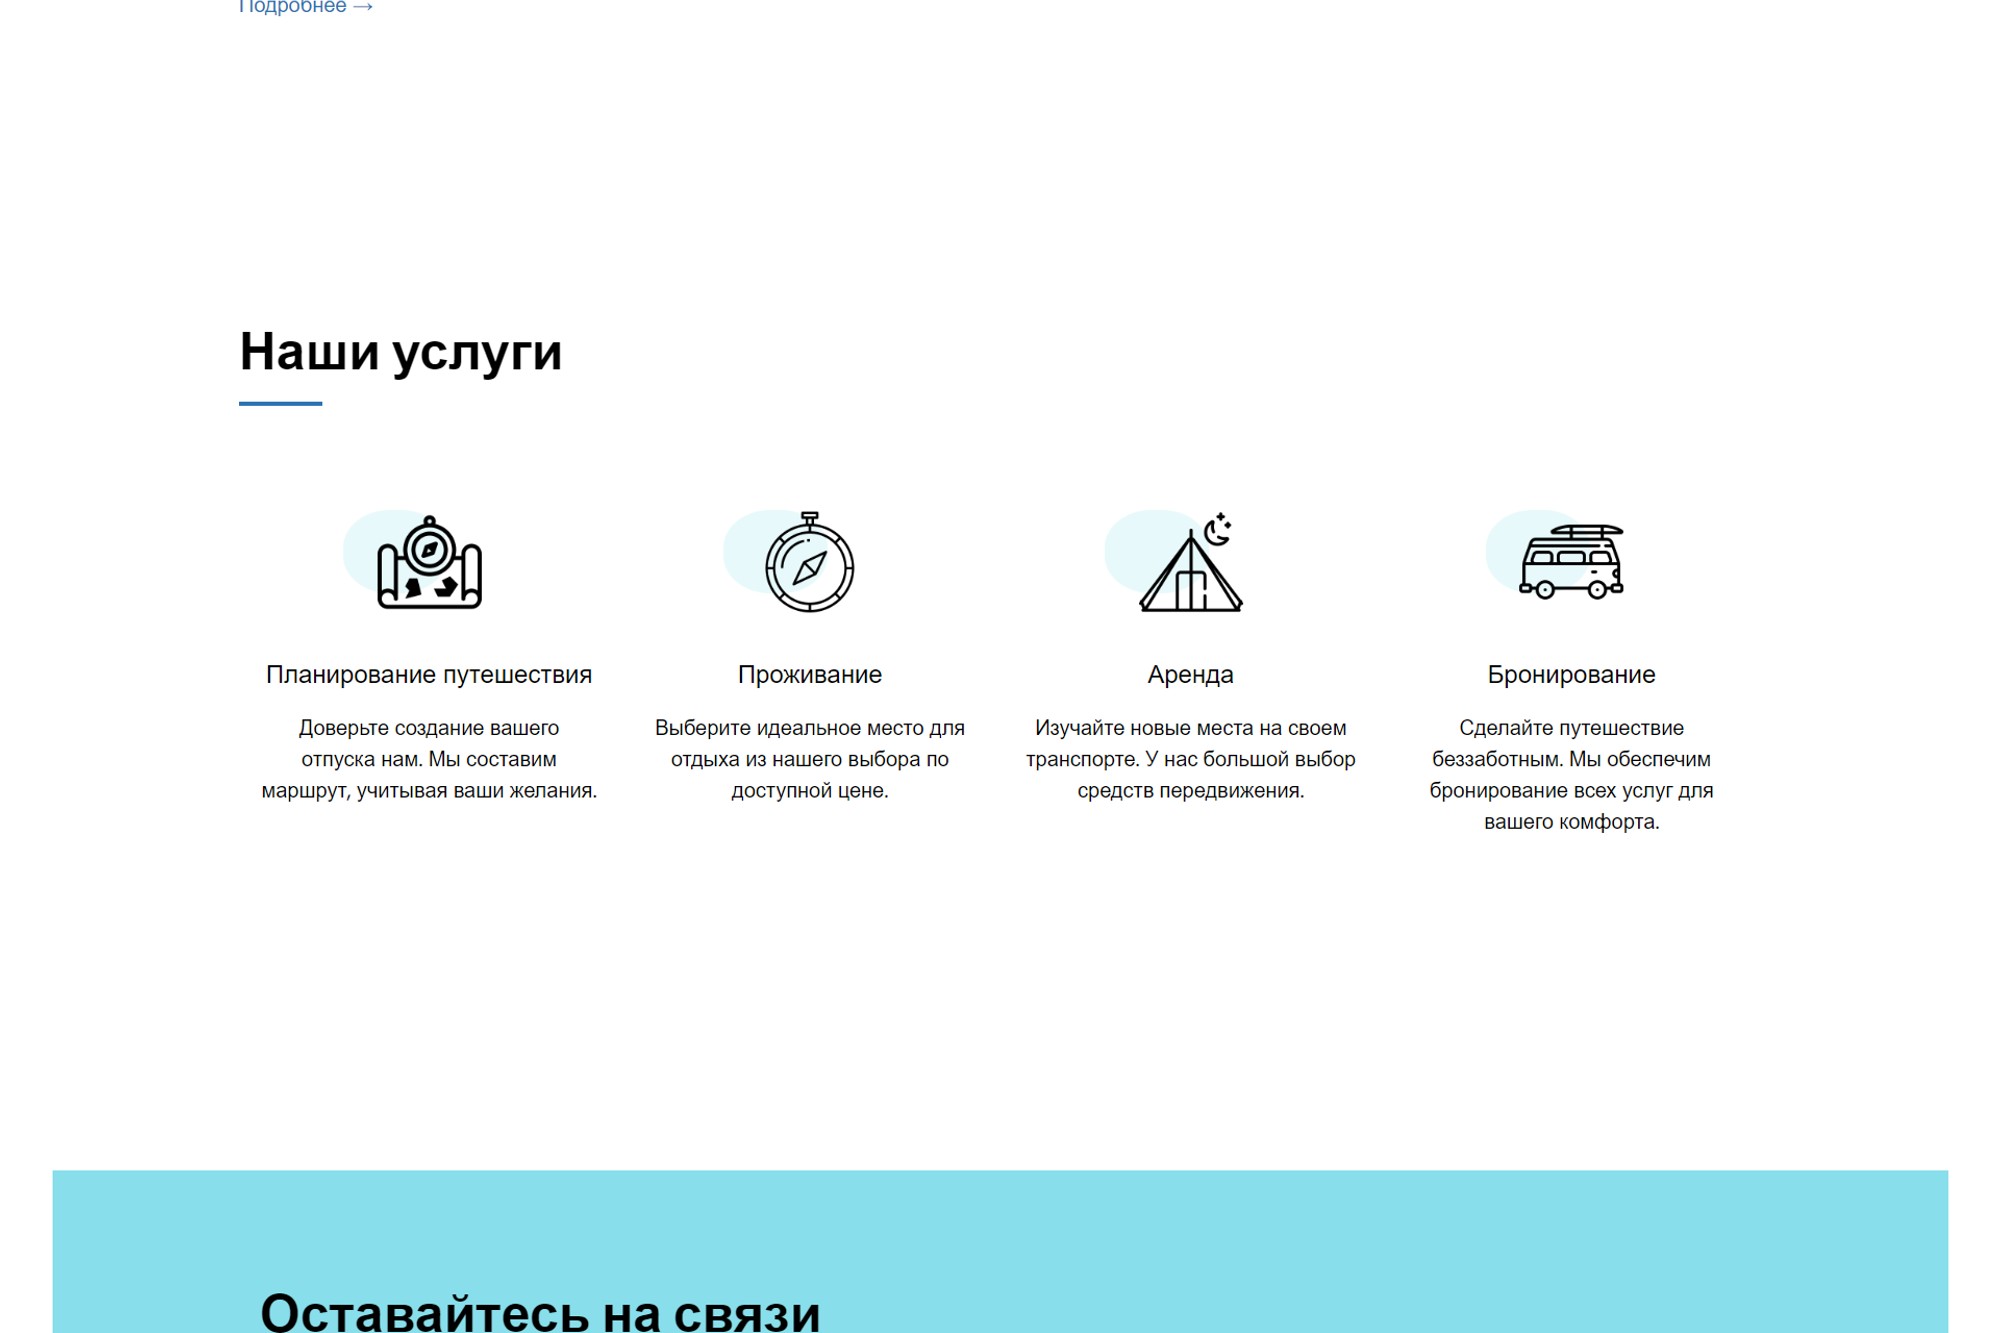 Подробнее →
Наши услуги
Планирование путешествия
Доверьте создание вашего
отпуска нам. Мы составим
маршрут, учитывая ваши желания.
Проживание
Выберите идеальное место для
отдыха из нашего выбора по
доступной цене.
Аренда
Изучайте новые места на своем
транспорте. У нас большой выбор
средств передвижения.
Бронирование
Сделайте путешествие
беззаботным. Мы обеспечим
бронирование всех услуг для
вашего комфорта.
Оставайтесь на связи